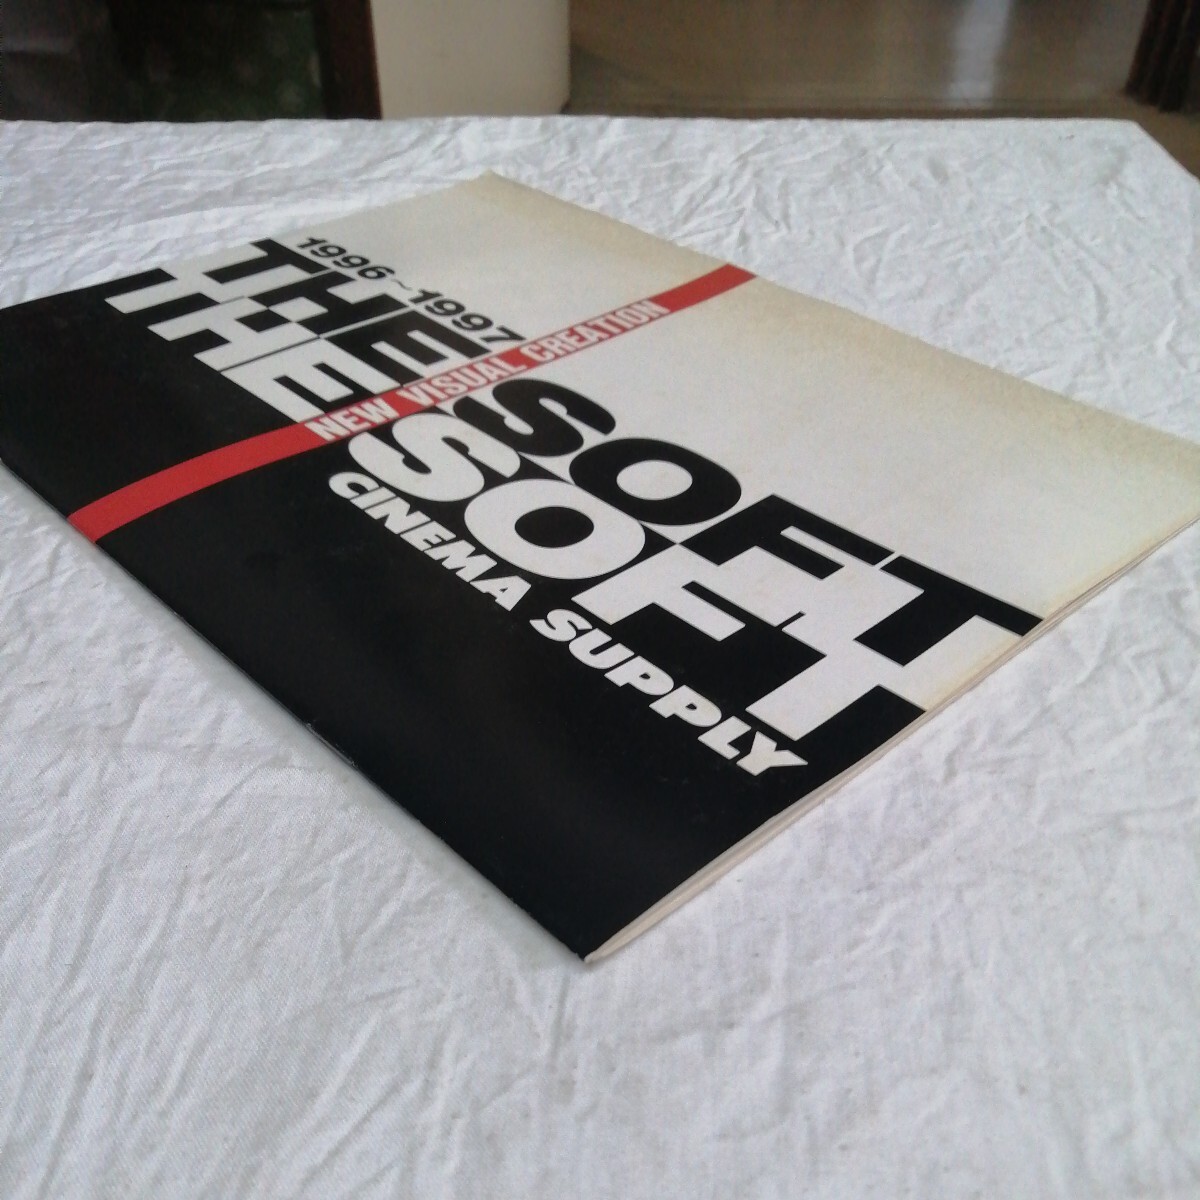 1996~1997
THE SOFT
NEW VISUAL CREATION
THE SOFT
CINEMA SUPPLY